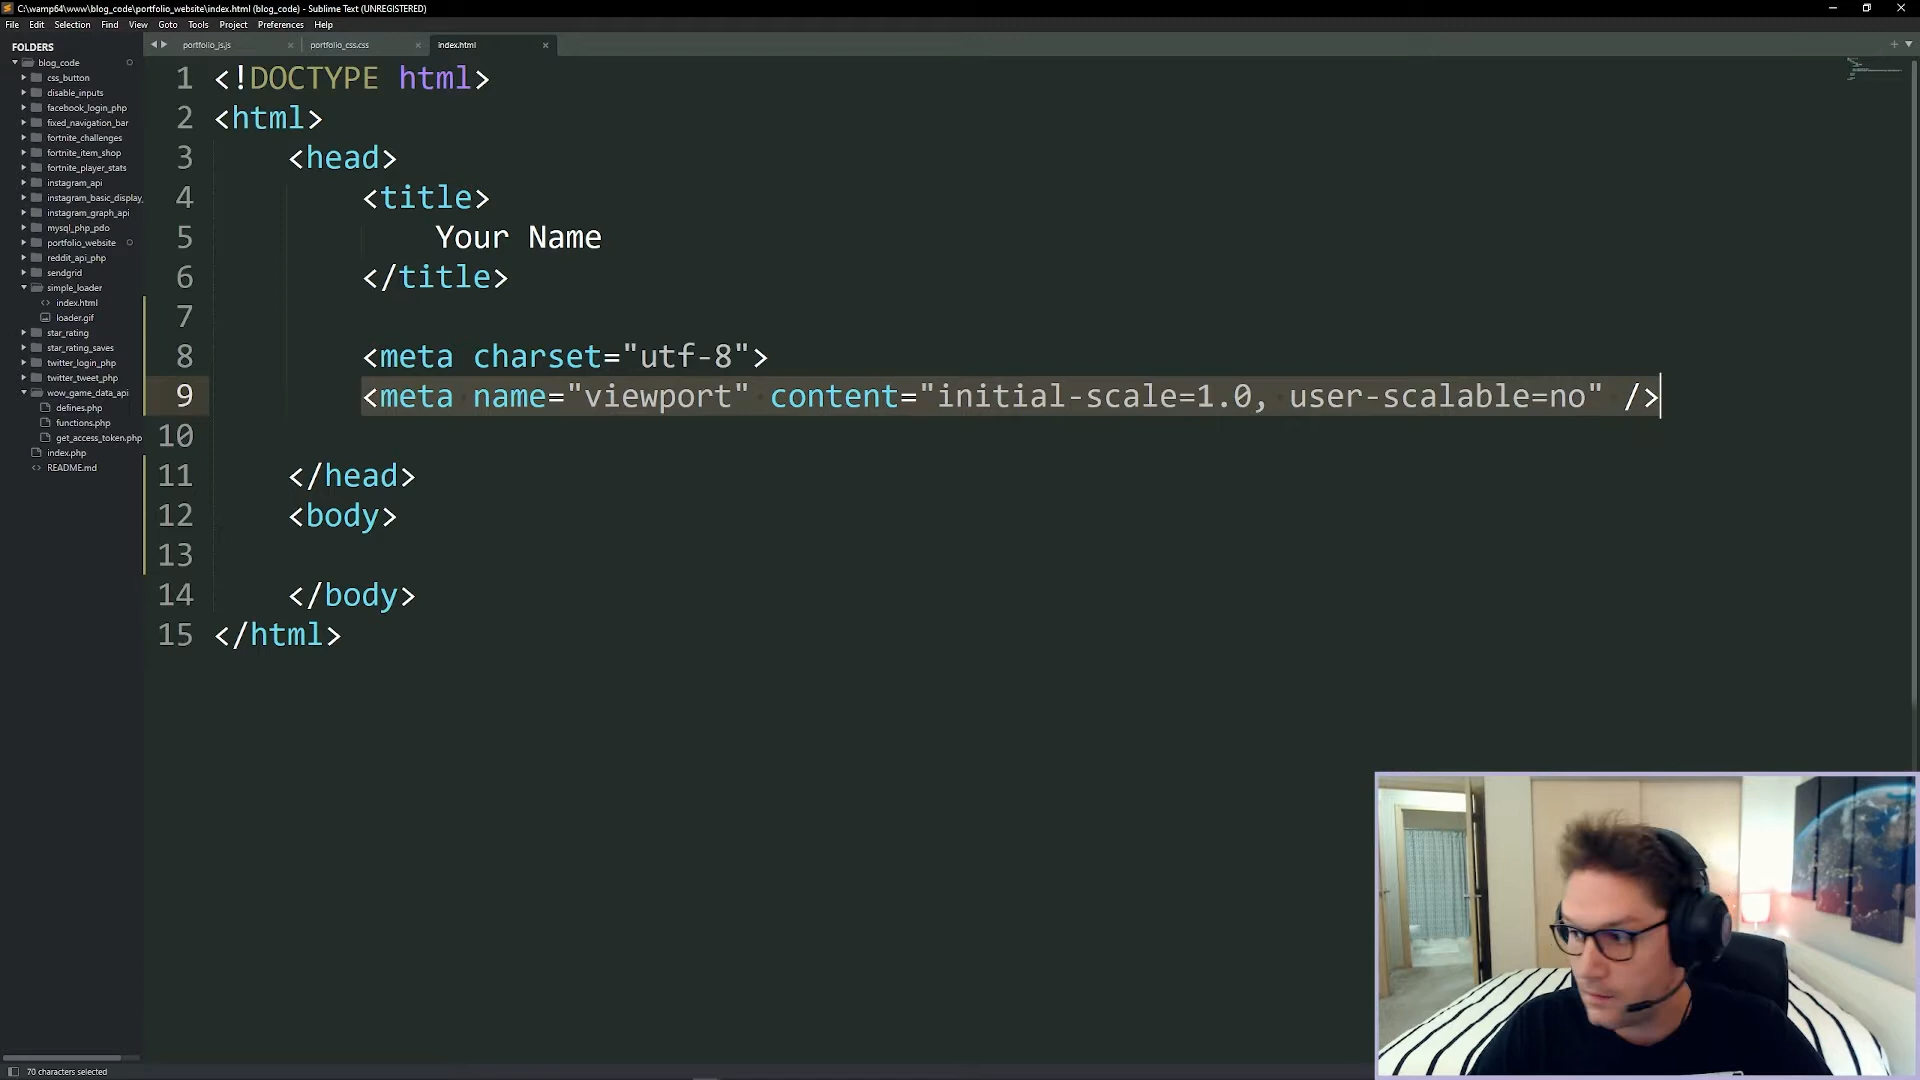 C:\wamp64\www\blog_code\portfolio_website\index.html (blog_code) - Sublime Text (UNREGISTERED)
File Edit Selection Find View Goto Tools Project Preferences Help
FOLDERS
blog_code
css_button
disable_inputs
facebook_login_php
fixed_navigation_bar
fortnite_challenges
fortnite_item_shop
fortnite_player_stats
instagram_api
instagram_basic_display_
instagram_graph_api
mysql_php_pdo
portfolio_website
reddit_api_php
sendgrid
simple_loader
index.html
loader.gif
star_rating
star_rating_saves
twitter_login_php
twitter_tweet_php
wow_game_data_api
defines.php
functions.php
get_access_token.php
index.php
README.md
portfolio_js.js portfolio_css.css index.html
1 <!DOCTYPE html>
2 <html>
3 <head>
4 <title>
5 Your Name
6 </title>
7
8 <meta charset="utf-8">
9 <meta name="viewport" content="initial-scale=1.0, user-scalable=no" />
10
11 </head>
12 <body>
13
14 </body>
15 </html>
70 characters selected